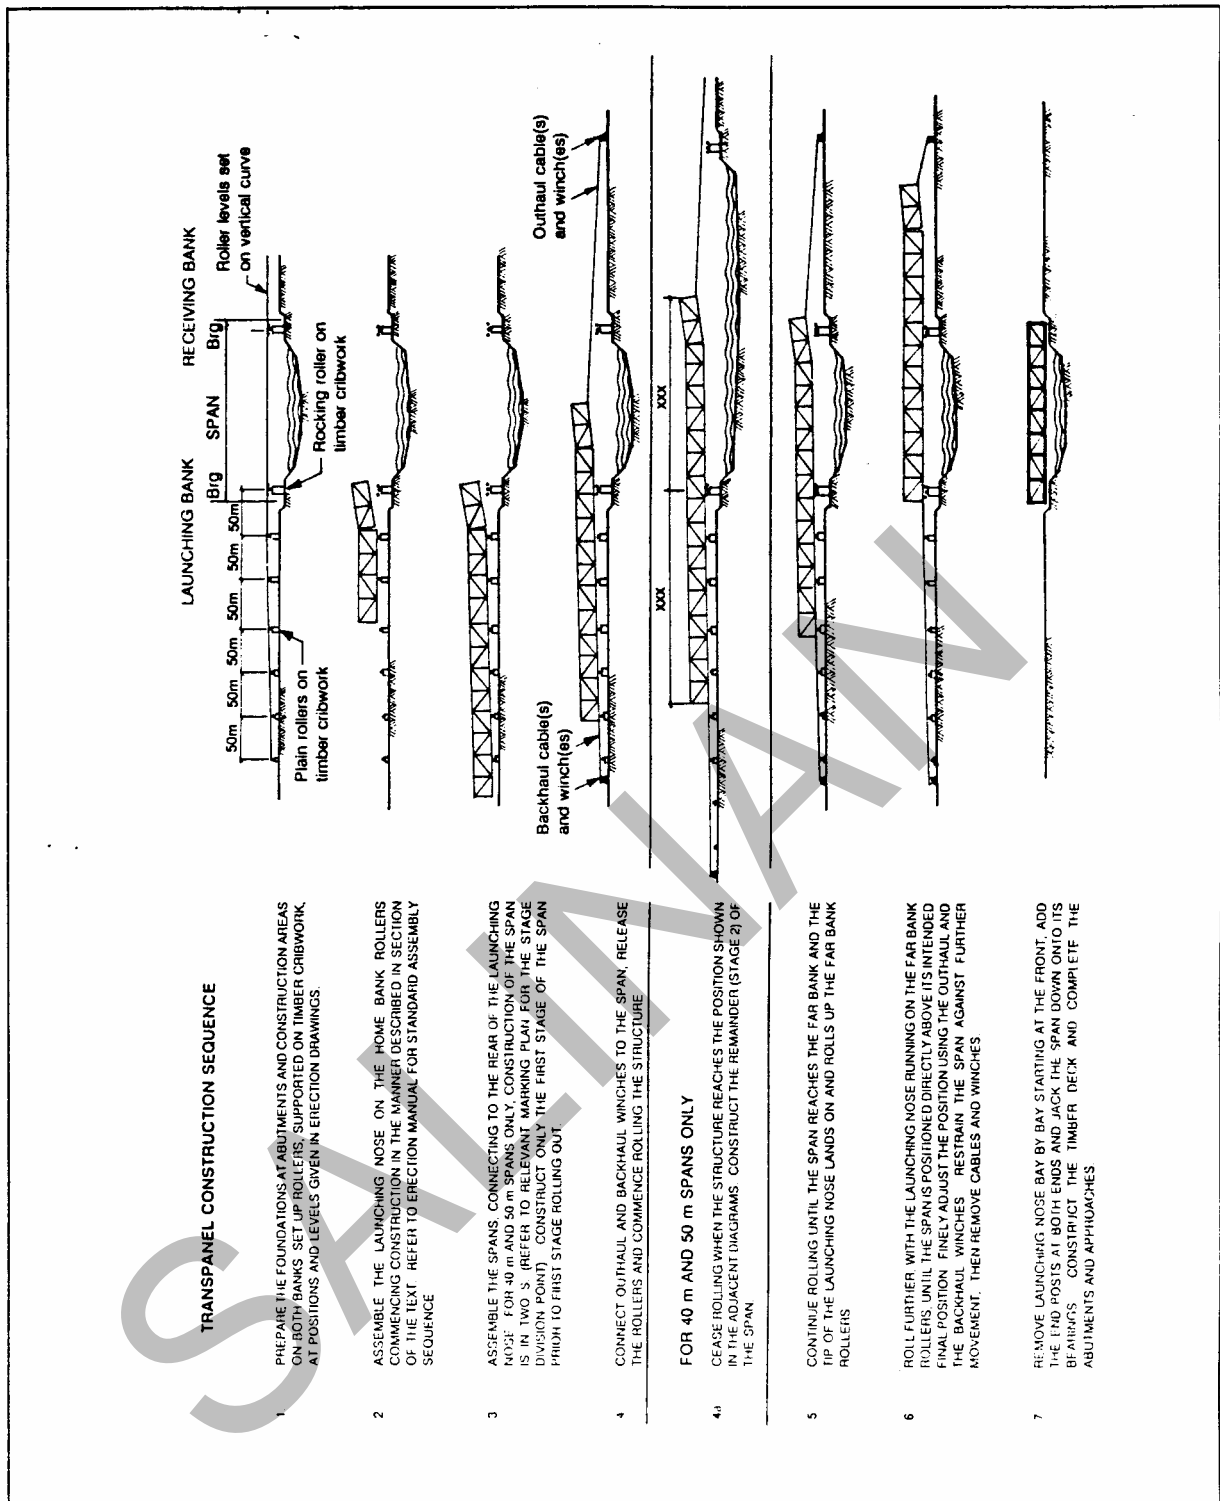 TRANSPANEL CONSTRUCTION SEQUENCE
1
PREPARE THE FOUNDATIONS AT ABUTMENTS AND CONSTRUCTION AREAS
ON BOTH BANKS SET UP ROLLERS, SUPPORTED ON TIMBER CRIBWORK,
AT POSITIONS AND LEVELS GIVEN IN ERECTION DRAWINGS.
2
ASSEMBLE THE LAUNCHING NOSE ON THE HOME BANK ROLLERS
COMMENCING CONSTRUCTION IN THE MANNER DESCRIBED IN SECTION
OF THE TEXT. REFER TO ERECTION MANUAL FOR STANDARD ASSEMBLY
SEQUENCE
3
ASSEMBLE THE SPANS, CONNECTING TO THE REAR OF THE LAUNCHING
NOSE FOR 40 m AND 50 m SPANS ONLY, CONSTRUCTION OF THE SPAN
IS IN TWO S. (REFER TO RELEVANT MARKING PLAN FOR THE STAGE
DIVISION POINT). CONSTRUCT ONLY THE FIRST STAGE OF THE SPAN
PRIOR TO FIRST STAGE ROLLING OUT.
4
CONNECT OUTHAUL AND BACKHAUL WINCHES TO THE SPAN, RELEASE
THE ROLLERS AND COMMENCE ROLLING THE STRUCTURE
FOR 40 m AND 50 m SPANS ONLY
4a
CEASE ROLLING WHEN THE STRUCTURE REACHES THE POSITION SHOWN
IN THE ADJACENT DIAGRAMS. CONSTRUCT THE REMAINDER (STAGE 2) OF
THE SPAN.
5
CONTINUE ROLLING UNTIL THE SPAN REACHES THE FAR BANK AND THE
TIP OF THE LAUNCHING NOSE LANDS ON AND ROLLS UP THE FAR BANK
ROLLERS
6
ROLL FURTHER, WITH THE LAUNCHING NOSE RUNNING ON THE FAR BANK
ROLLERS, UNTIL THE SPAN IS POSITIONED DIRECTLY ABOVE ITS INTENDED
FINAL POSITION FINELY ADJUST THE POSITION USING THE OUTHAUL AND
THE BACKHAUL WINCHES RESTRAIN THE SPAN AGAINST FURTHER
MOVEMENT, THEN REMOVE CABLES AND WINCHES.
7
REMOVE LAUNCHING NOSE BAY BY BAY STARTING AT THE FRONT, ADD
THE END POSTS AT BOTH ENDS AND JACK THE SPAN DOWN ONTO ITS
BEARINGS CONSTRUCT THE TIMBER DECK AND COMPLETE THE
ABUTMENTS AND APPROACHES
LAUNCHING BANK
RECEIVING BANK
50m
50m
50m
50m
50m
50m
Brg
SPAN
Brg
Roller levels set
on vertical curve
Plain rollers on
timber cribwork
Rocking roller on
timber cribwork
Backhaul cable(s)
and winch(es)
Outhaul cable(s)
and winch(es)
XXX
XXX
SALINAN